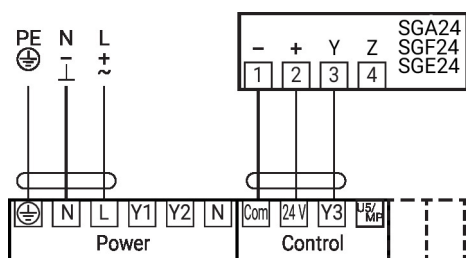 PE N L
– – +
⊥ ~
SGA24
SGF24
SGE24
– + Y Z
1 2 3 4
N L Y1 Y2 N Com 24 V Y3 U5/MP
Power Control